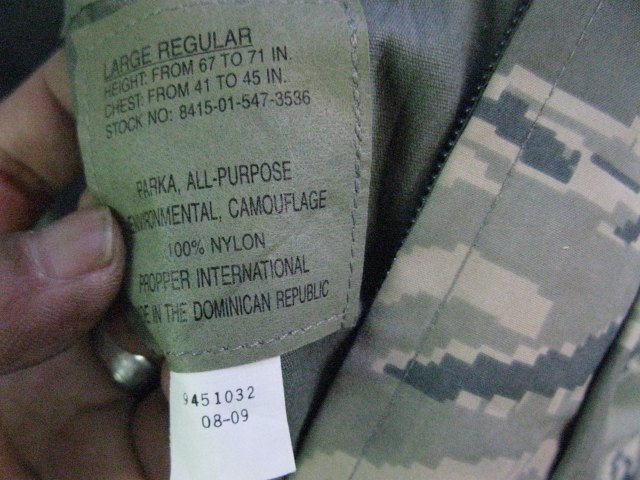 LARGE REGULAR
HEIGHT: FROM 67 TO 71 IN.
CHEST: FROM 41 TO 45 IN.
STOCK NO: 8415-01-547-3536
PARKA, ALL-PURPOSE
ENVIRONMENTAL, CAMOUFLAGE
100% NYLON
PROPPER INTERNATIONAL
IN THE DOMINICAN REPUBLIC
9451032
08-09